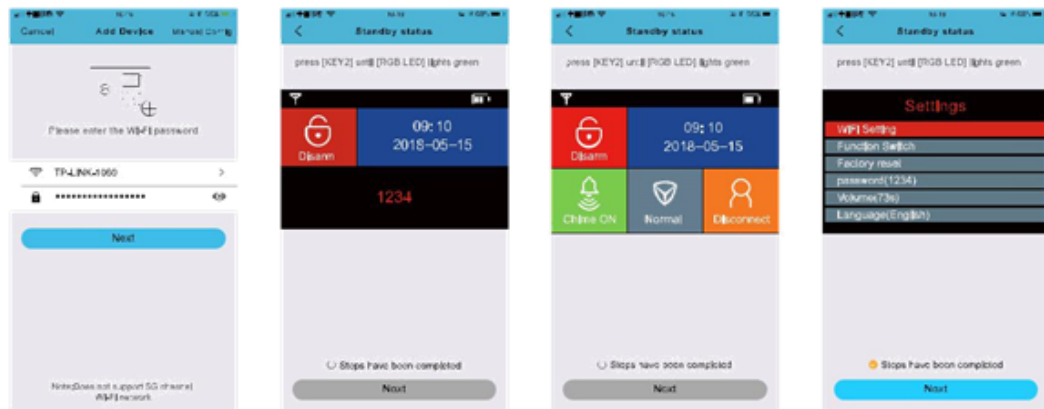 Cancel Add Device Manual Config
Please enter the WI-FI password
TP-LINK-1060
•••••••••••••••••
Next
Note:Does not support 5G channel
WI-FI network
Standby status
press [KEY2] until [RGB LED] lights green
Disarm
09:10
2018-05-15
1234
Steps have been completed
Next
Standby status
press [KEY2] until [RGB LED] lights green
Disarm
09:10
2018-05-15
Chime ON Normal Disconnect
Steps have been completed
Next
Standby status
press [KEY2] until [RGB LED] lights green
Settings
WIFI Setting
Function Switch
Factory reset
password(1234)
Volume(73s)
Language(English)
Steps have been completed
Next